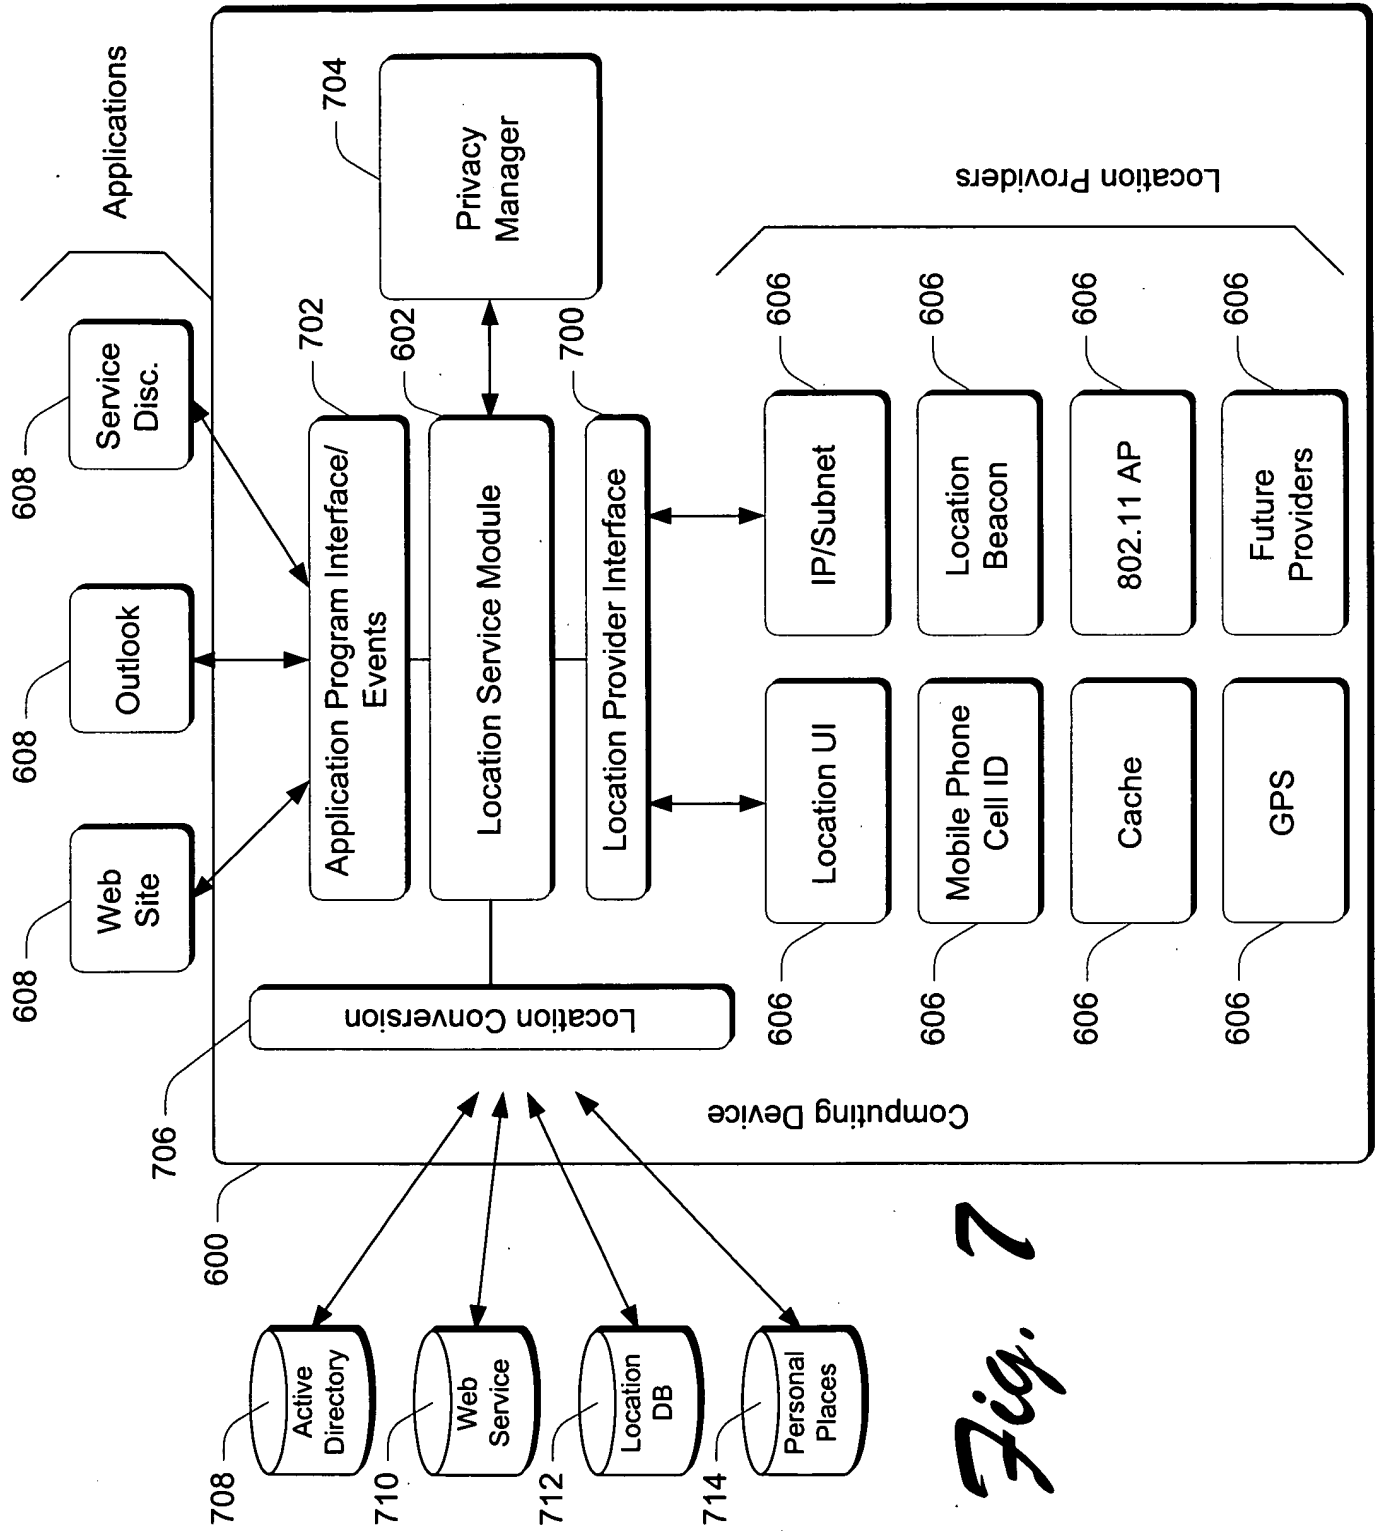 Applications
608
Web
Site
608
Outlook
608
Service
Disc.
702
Application Program Interface/
Events
602
Location Service Module
700
Location Provider Interface
704
Privacy
Manager
706
Location Conversion
600
Computing Device
708
Active
Directory
710
Web
Service
712
Location
DB
714
Personal
Places
Location Providers
606
Location UI
606
IP/Subnet
606
Mobile Phone
Cell ID
606
Location
Beacon
606
Cache
606
802.11 AP
606
GPS
606
Future
Providers
Fig. 7